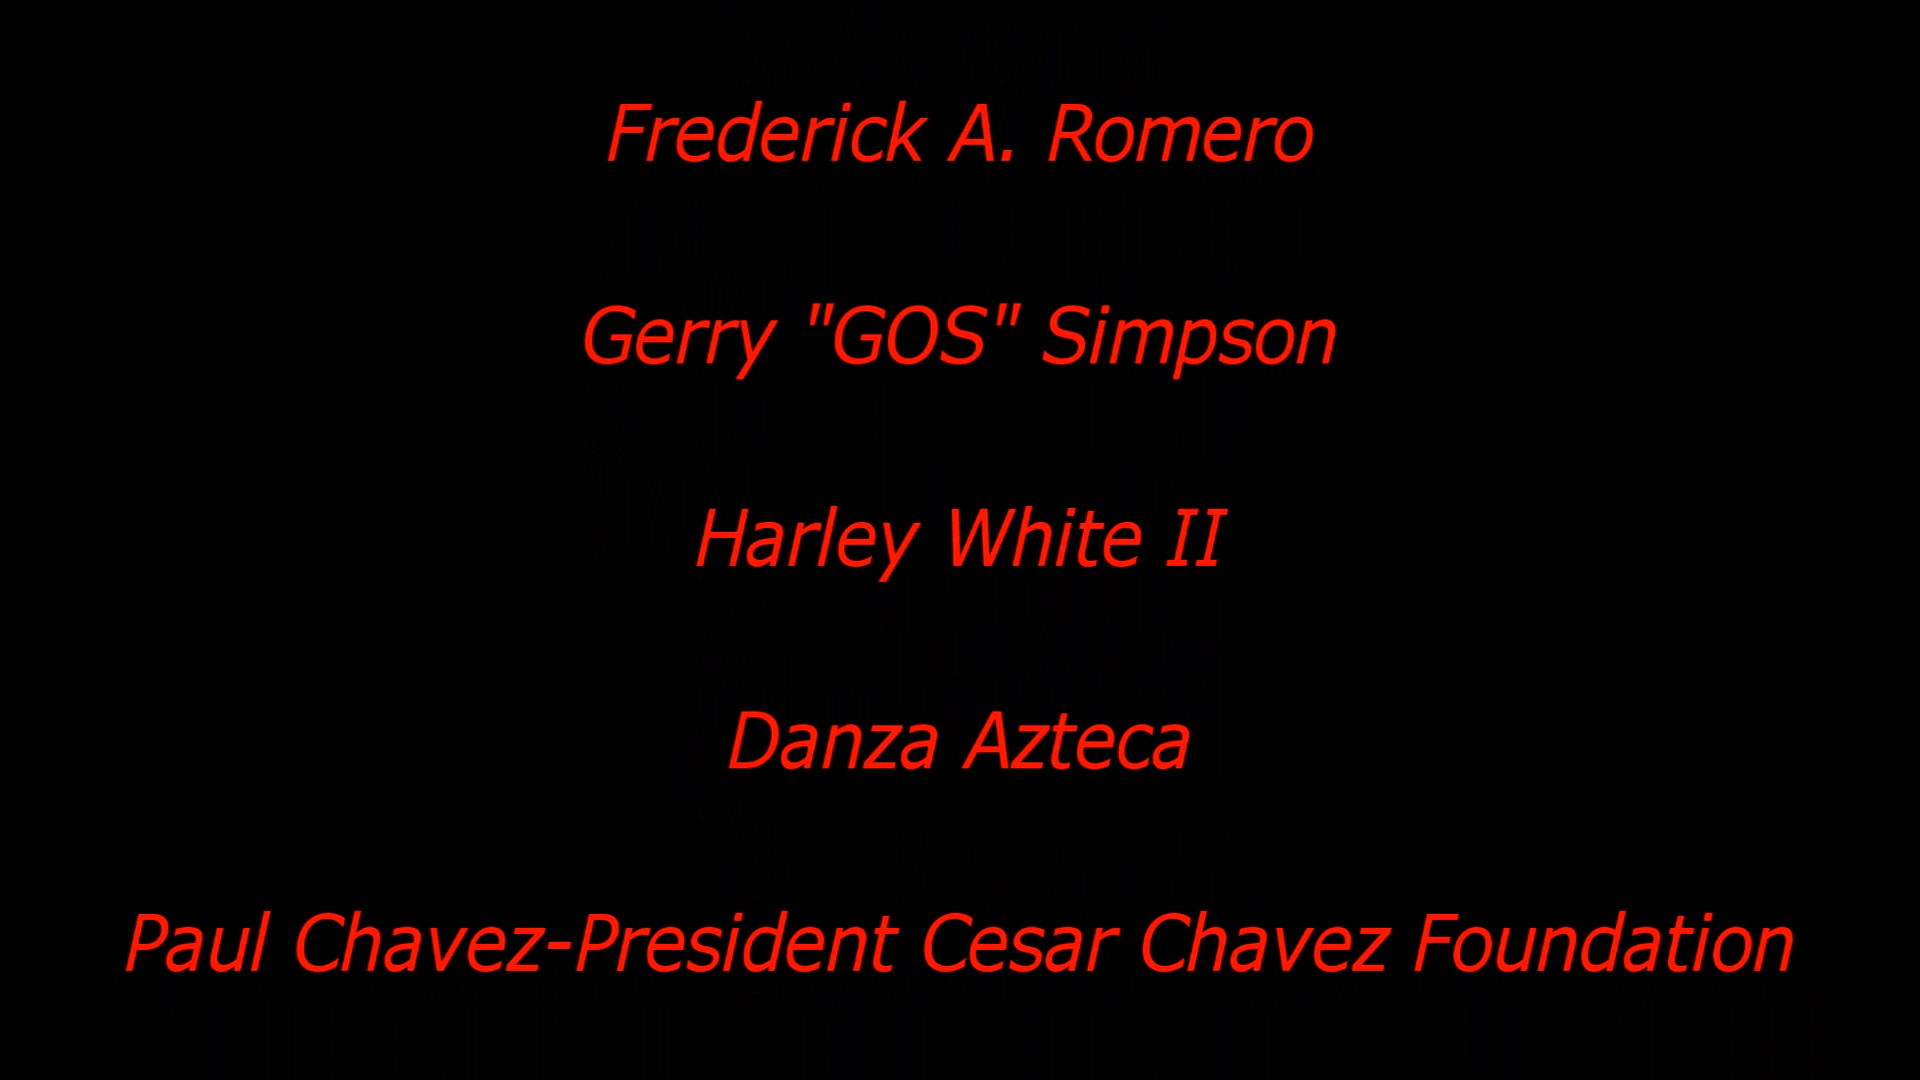 Frederick A. Romero
Gerry "GOS" Simpson
Harley White II
Danza Azteca
Paul Chavez-President Cesar Chavez Foundation